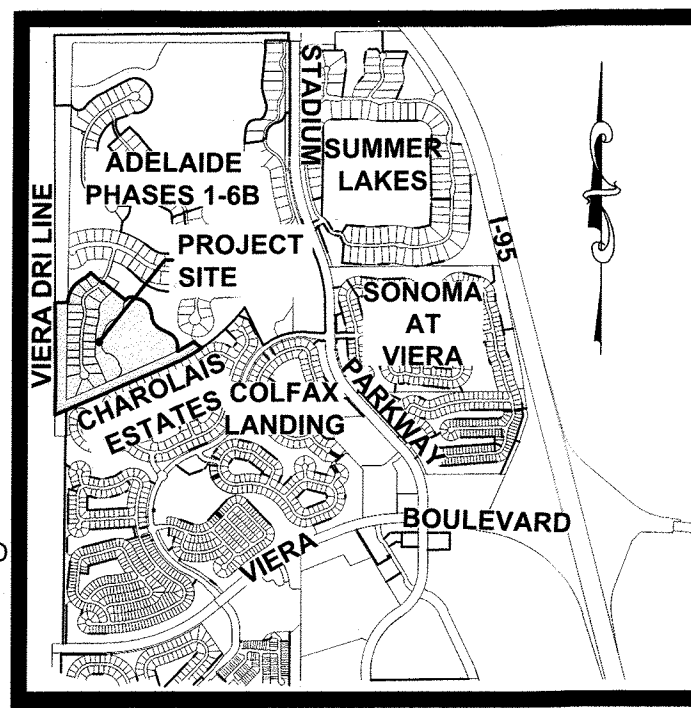 STADIUM
SUMMER
LAKES
ADELAIDE
PHASES 1-6B
PROJECT
SITE
VIERA DRI LINE
I-95
SONOMA
AT
VIERA
CHAROLAIS
ESTATES
COLFAX
LANDING
PARKWAY
VIERA
BOULEVARD